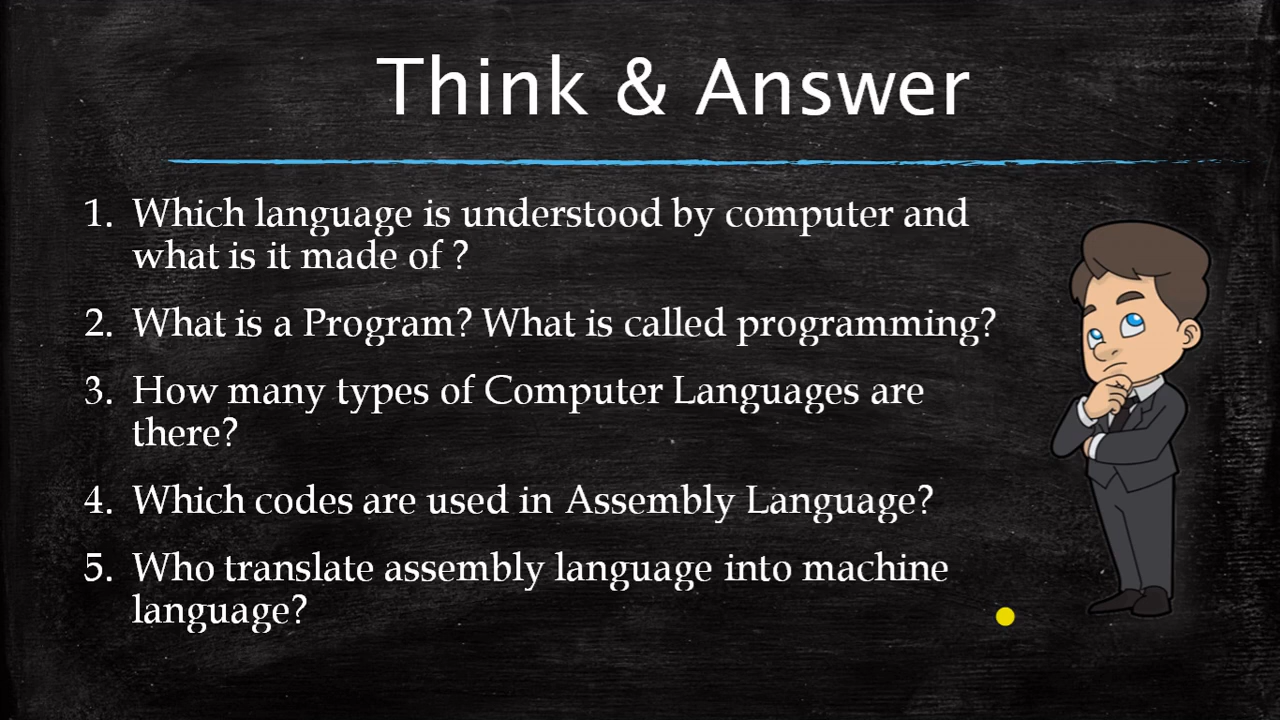 Think & Answer
1. Which language is understood by computer and
what is it made of ?
2. What is a Program? What is called programming?
3. How many types of Computer Languages are
there?
4. Which codes are used in Assembly Language?
5. Who translate assembly language into machine
language?